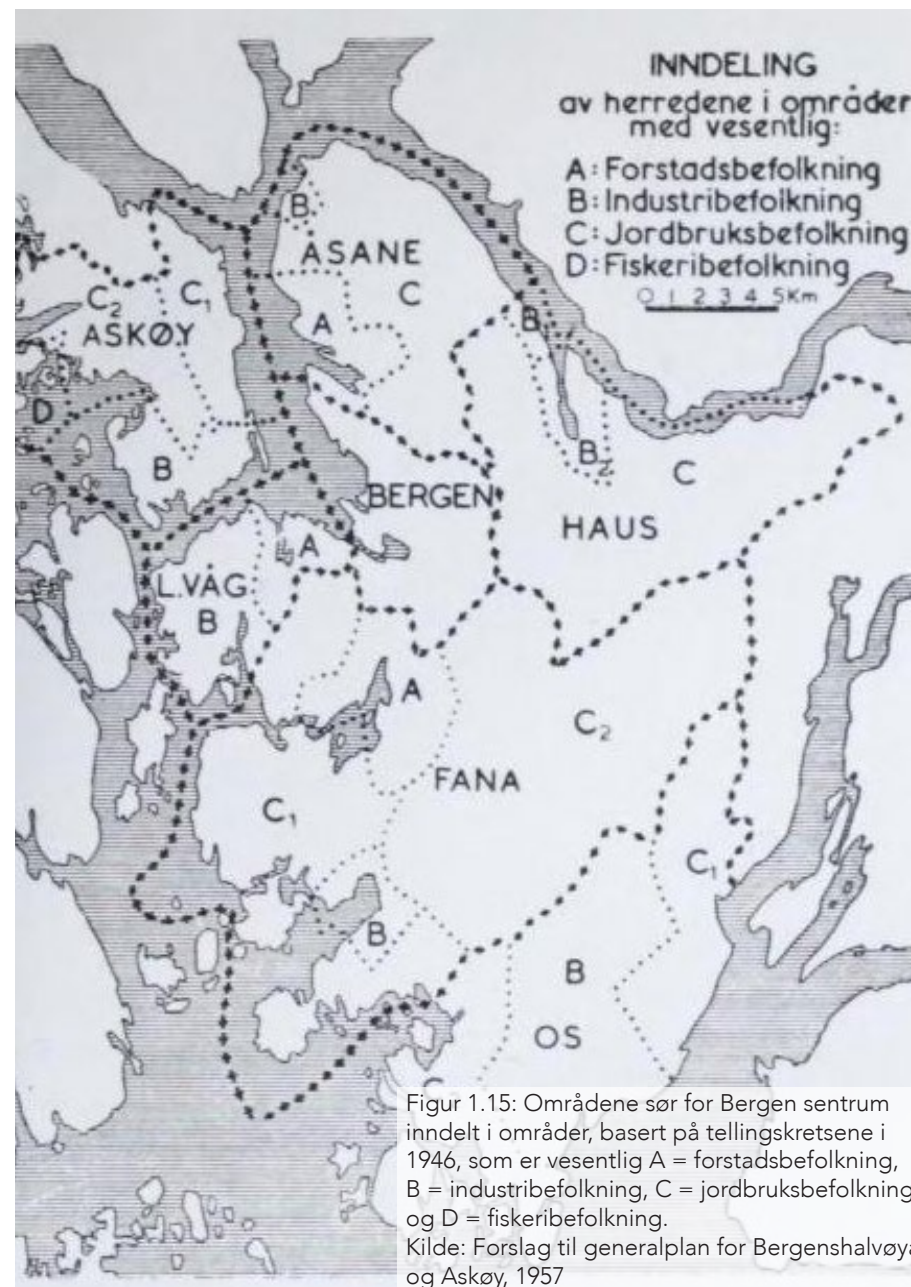 INNDELING
av herredene i områder
med vesentlig:
A: Forstadsbefolkning
B: Industribefolkning
C: Jordbruksbefolkning
D: Fiskeribefolkning
0 1 2 3 4 5Km
B
ÅSANE
C
A
C₂
C₁
ASKØY
D
B
B₁
B₂
C
HAUS
BERGEN
A
L.VÅG
B
A
C₂
FANA
C₁
C₁
B
B
OS
C
Figur 1.15: Områdene sør for Bergen sentrum
inndelt i områder, basert på tellingskretsene i
1946, som er vesentlig A = forstadsbefolkning,
B = industribefolkning, C = jordbruksbefolkning
og D = fiskeribefolkning.
Kilde: Forslag til generalplan for Bergenshalvøya
og Askøy, 1957